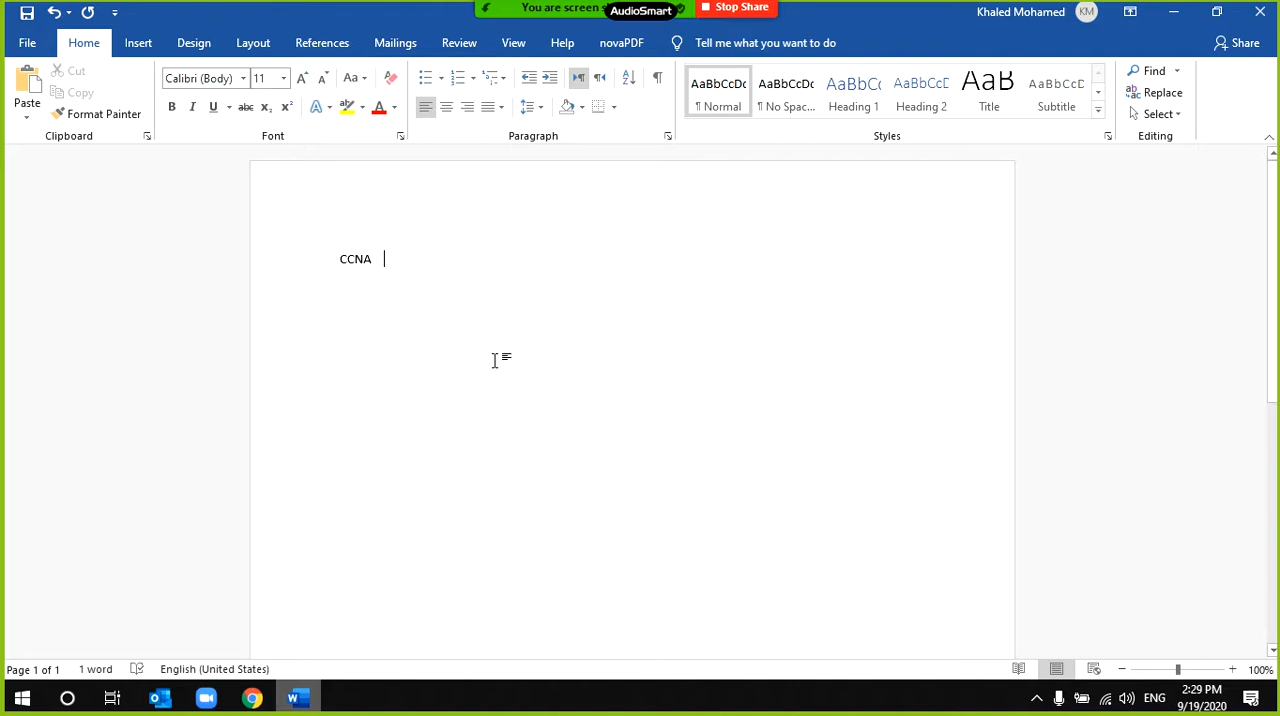 You are screen s
AudioSmart
Stop Share
Khaled Mohamed KM
File Home Insert Design Layout References Mailings Review View Help novaPDF Tell me what you want to do Share
Paste
Cut
Copy
Format Painter
Clipboard
Calibri (Body) 11
Font
Paragraph
AaBbCcDc AaBbCcDc AaBbC( AaBbCcD AaB AaBbCcD
¶ Normal ¶ No Spac... Heading 1 Heading 2 Title Subtitle
Styles
Find
Replace
Select
Editing
CCNA
Page 1 of 1 1 word English (United States) 100%
ENG
2:29 PM
9/19/2020